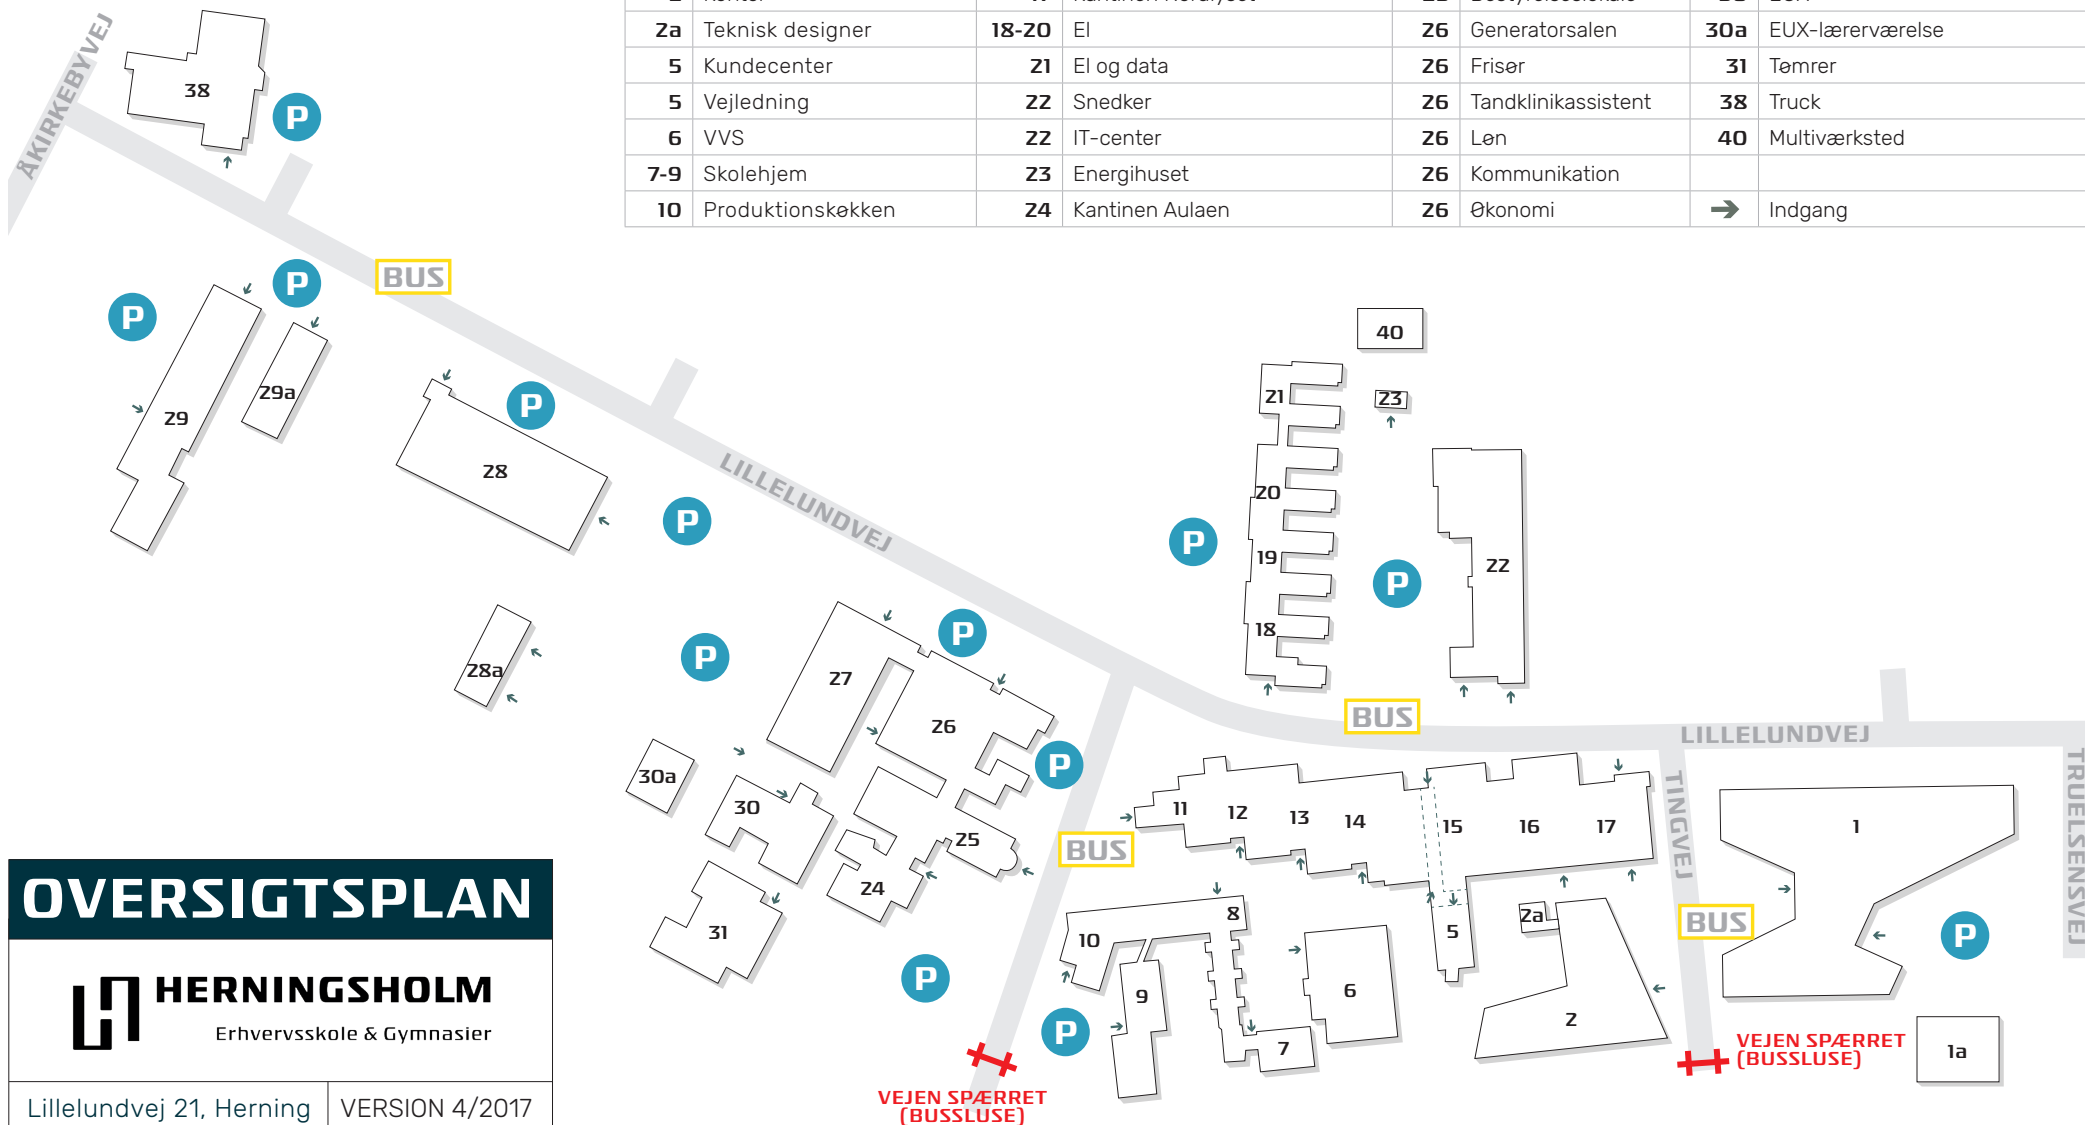 2a Teknisk designer 18-20 El 26 Generatorsalen 30a EUX-lærerværelse
5 Kundecenter 21 El og data 26 Frisør 31 Tømrer
5 Vejledning 22 Snedker 26 Tandklinikassistent 38 Truck
6 VVS 22 IT-center 26 Løn 40 Multiværksted
7-9 Skolehjem 23 Energihuset 26 Kommunikation
10 Produktionskøkken 24 Kantinen Aulaen 26 Økonomi → Indgang
ÅKIRKEBYVEJ
38
P
BUS
P
P
29
29a
28
P
P
LILLELUNDVEJ
40
21
23
20
19
18
22
P
P
28a
P
27
P
26
30a
30
P
25
24
31
BUS
BUS
LILLELUNDVEJ
TINGVEJ
TRUELSENSVEJ
11
12
13
14
15
16
17
1
10
8
9
7
6
5
2a
2
BUS
P
P
P
1a
VEJEN SPÆRRET
(BUSSLUSE)
VEJEN SPÆRRET
(BUSSLUSE)
OVERSIGTSPLAN
HERNINGSHOLM
Erhvervsskole & Gymnasier
Lillelundvej 21, Herning
VERSION 4/2017